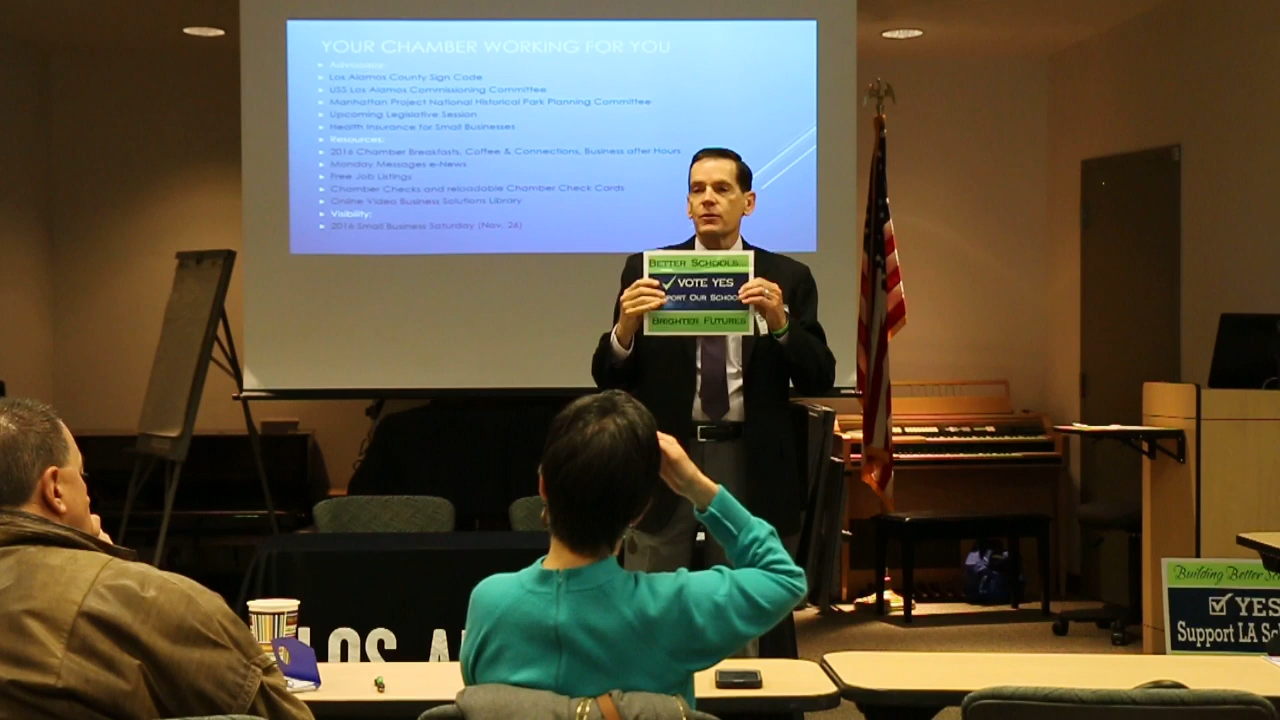 YOUR CHAMBER WORKING FOR YOU
Advocacy:
Los Alamos County Sign Code
USS Los Alamos Commissioning Committee
Manhattan Project National Historical Park Planning Committee
Upcoming Legislative Session
Health Insurance for Small Businesses
Resources:
2016 Chamber Breakfasts, Coffee & Connections, Business after Hours
Monday Messages e-News
Free Job Listings
Chamber Checks and reloadable Chamber Check Cards
Online Video Business Solutions Library
Visibility:
2016 Small Business Saturday (Nov. 26)
BETTER SCHOOLS...
VOTE YES
PORT OUR SCHOO
BRIGHTER FUTURES
LOS A
Building Better Sc
YES
Support LA Sc